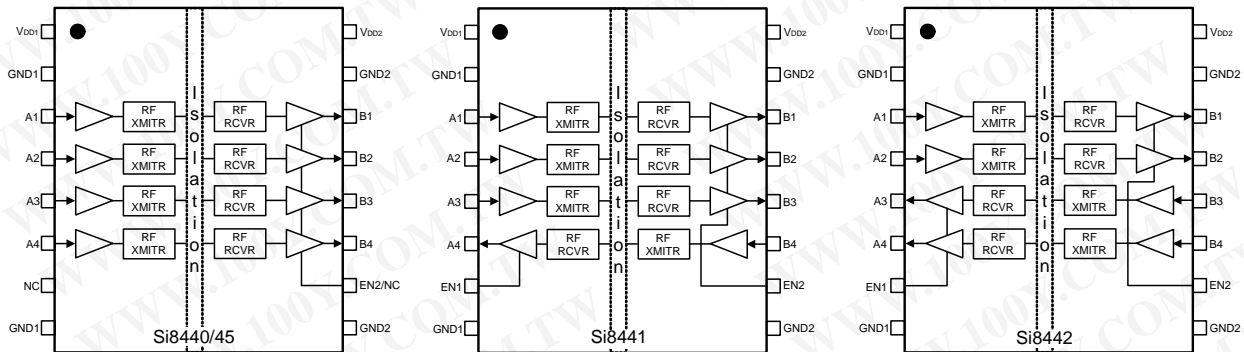 VDD1
VDD2
GND1
GND2
A1
RF XMITR
RF RCVR
B1
A2
RF XMITR
RF RCVR
B2
A3
RF XMITR
RF RCVR
B3
A4
RF XMITR
RF RCVR
B4
NC
EN2/NC
GND1
GND2
Isolation
Si8440/45
VDD1
VDD2
GND1
GND2
A1
RF XMITR
RF RCVR
B1
A2
RF XMITR
RF RCVR
B2
A3
RF XMITR
RF RCVR
B3
A4
RF RCVR
RF XMITR
B4
EN1
EN2
GND1
GND2
Isolation
Si8441
VDD1
VDD2
GND1
GND2
A1
RF XMITR
RF RCVR
B1
A2
RF XMITR
RF RCVR
B2
A3
RF RCVR
RF XMITR
B3
A4
RF RCVR
RF XMITR
B4
EN1
EN2
GND1
GND2
Isolation
Si8442
WWW.100Y.COM.TW